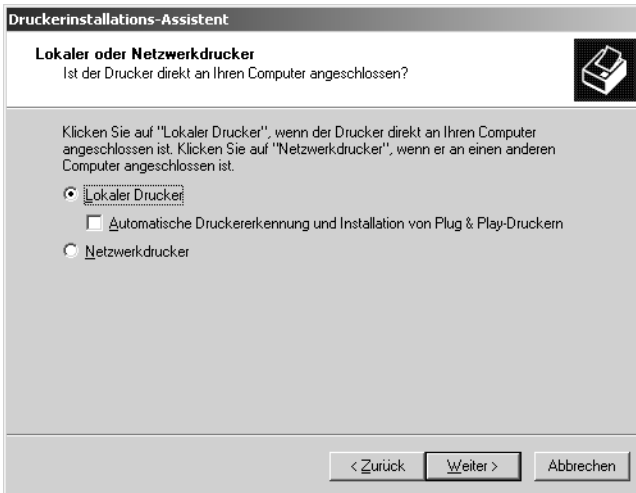 Druckerinstallations-Assistent
Lokaler oder Netzwerkdrucker
Ist der Drucker direkt an Ihren Computer angeschlossen?
Klicken Sie auf "Lokaler Drucker", wenn der Drucker direkt an Ihren Computer
angeschlossen ist. Klicken Sie auf "Netzwerkdrucker", wenn er an einen anderen
Computer angeschlossen ist.
Lokaler Drucker
Automatische Druckererkennung und Installation von Plug & Play-Druckern
Netzwerkdrucker
< Zurück Weiter > Abbrechen